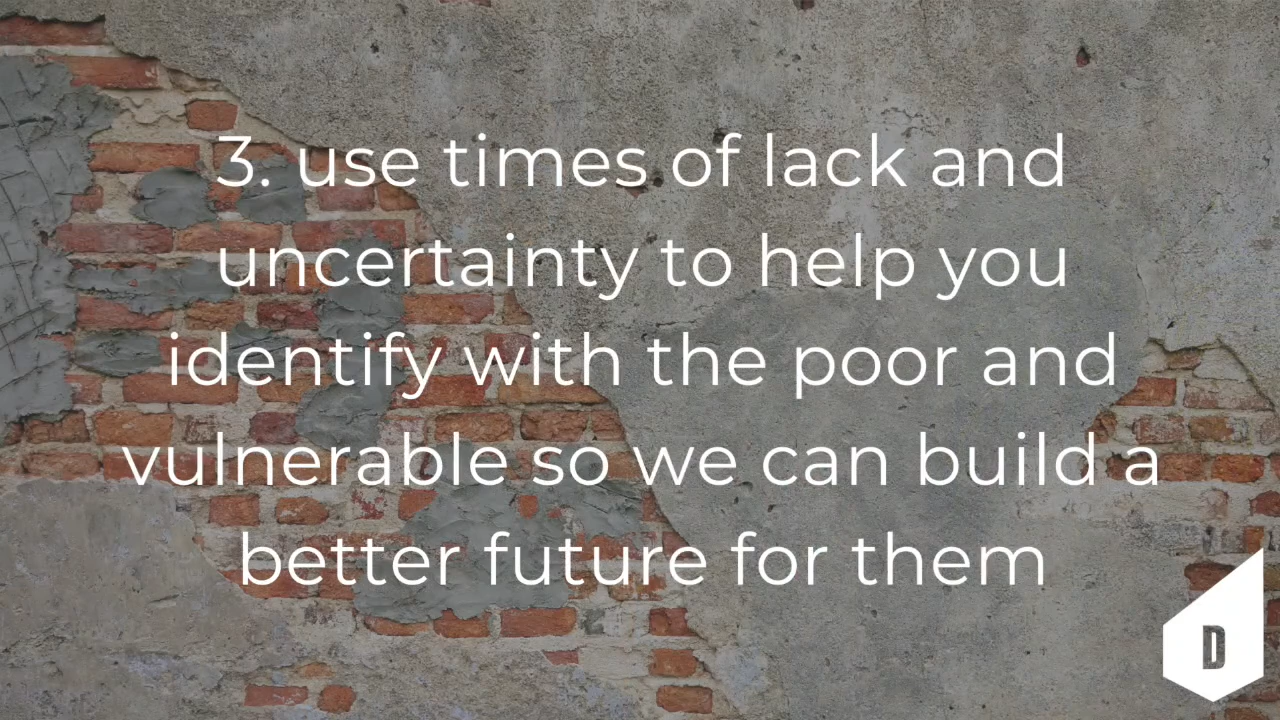 3. use times of lack and
uncertainty to help you
identify with the poor and
vulnerable so we can build a
better future for them
D